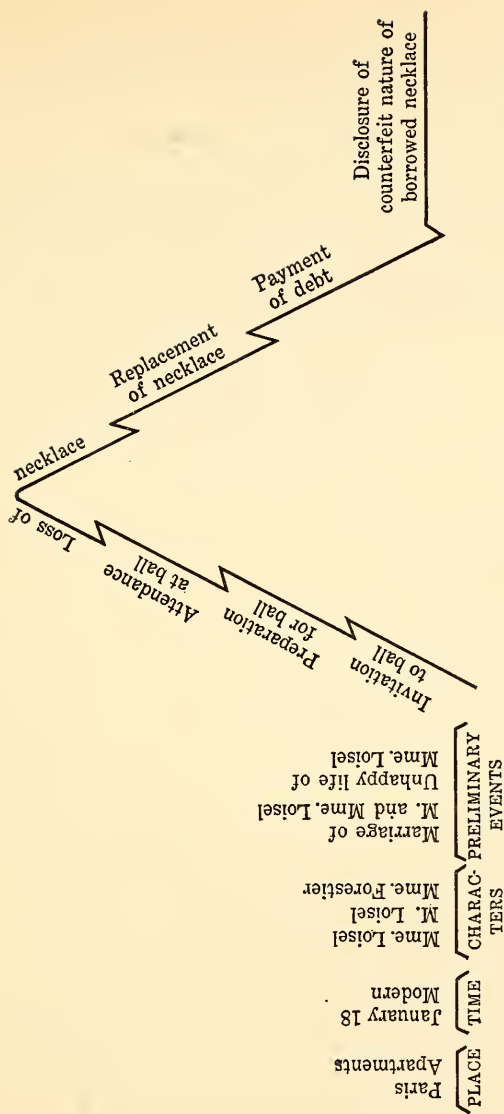 Paris
Apartments
PLACE
January 18
Modern
TIME
Mme. Loisel
M. Loisel
Mme. Forestier
CHARAC-
TERS
Marriage of
M. and Mme. Loisel
Unhappy life of
Mme. Loisel
PRELIMINARY
EVENTS
Invitation
to ball
Preparation
for ball
Attendance
at ball
Loss of
necklace
Replacement
of necklace
Payment
of debt
Disclosure of
counterfeit nature of
borrowed necklace